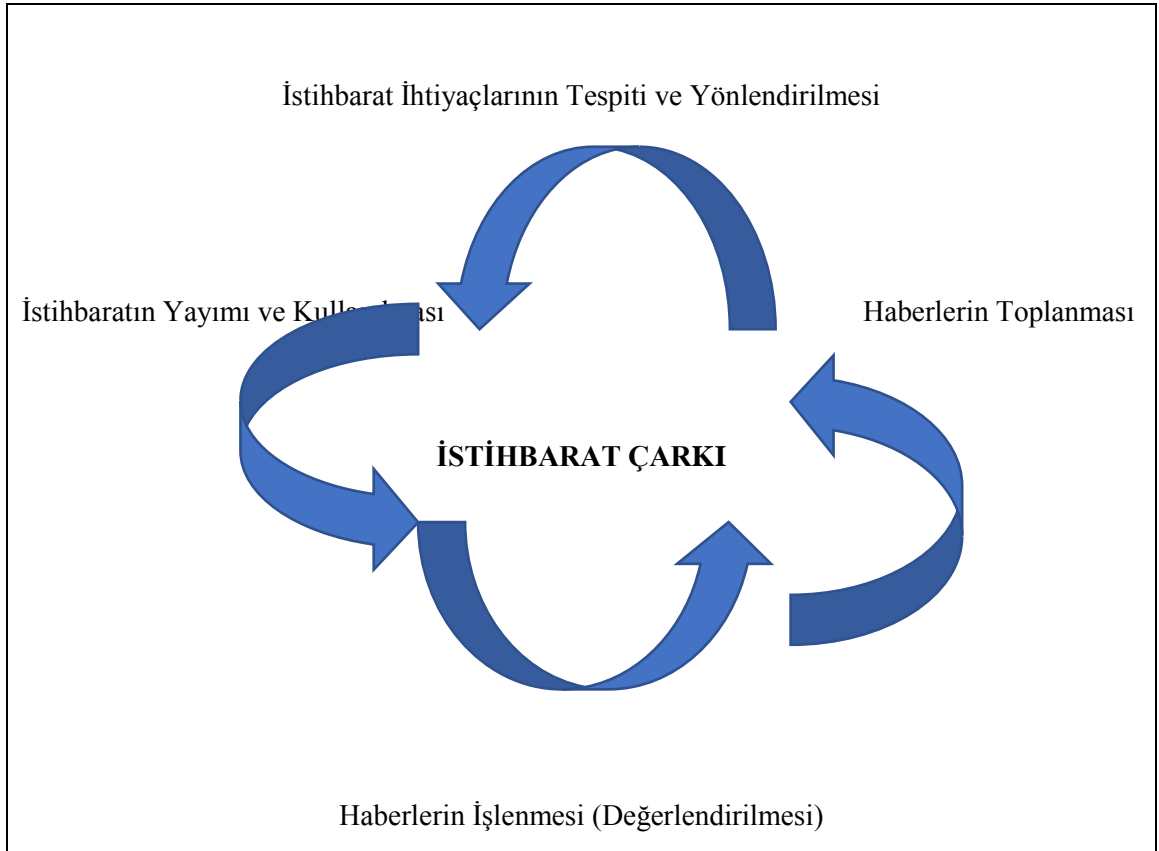 İstihbarat İhtiyaçlarının Tespiti ve Yönlendirilmesi
İstihbaratın Yayımı ve
Haberlerin Toplanması
İSTİHBARAT ÇARKI
Haberlerin İşlenmesi (Değerlendirilmesi)